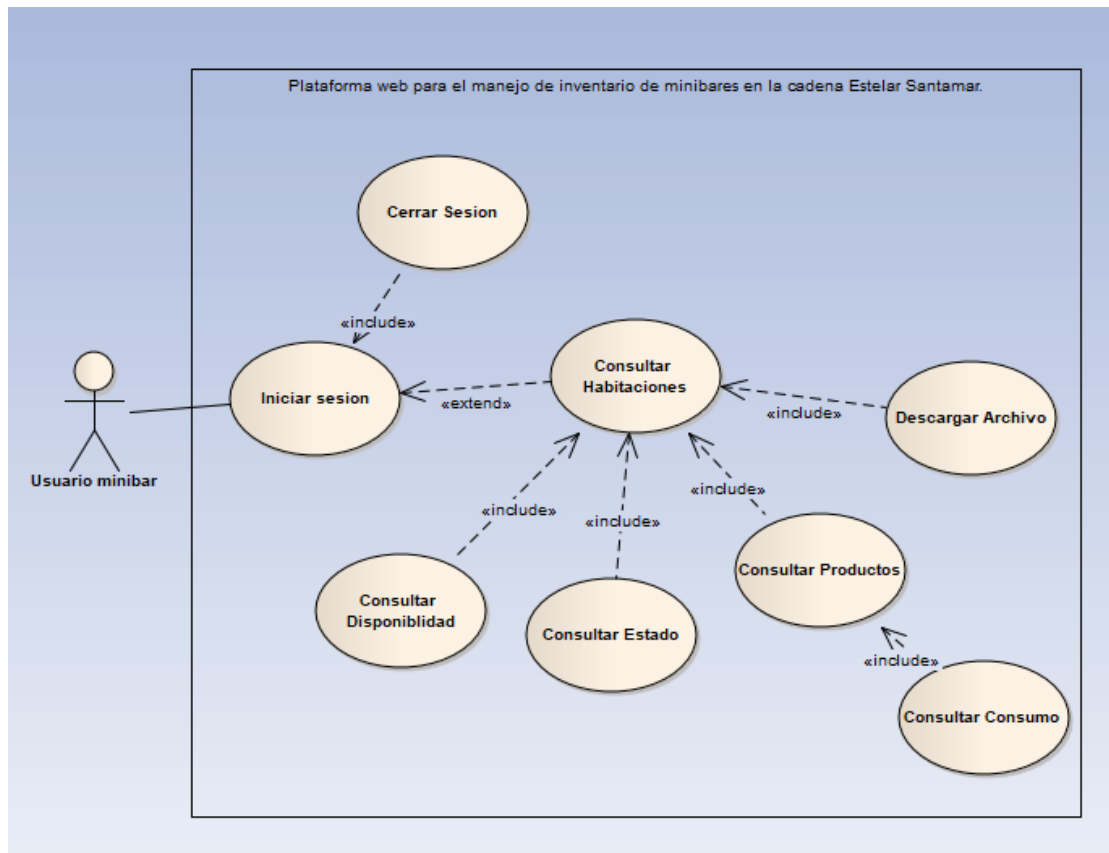 Plataforma web para el manejo de inventario de minibares en la cadena Estelar Santamar.
Cerrar Sesion
«include»
Iniciar sesion
«extend»
Consultar
Habitaciones
«include»
Descargar Archivo
Usuario minibar
«include»
«include»
«include»
Consultar
Disponiblidad
Consultar Estado
Consultar Productos
«include»
Consultar Consumo